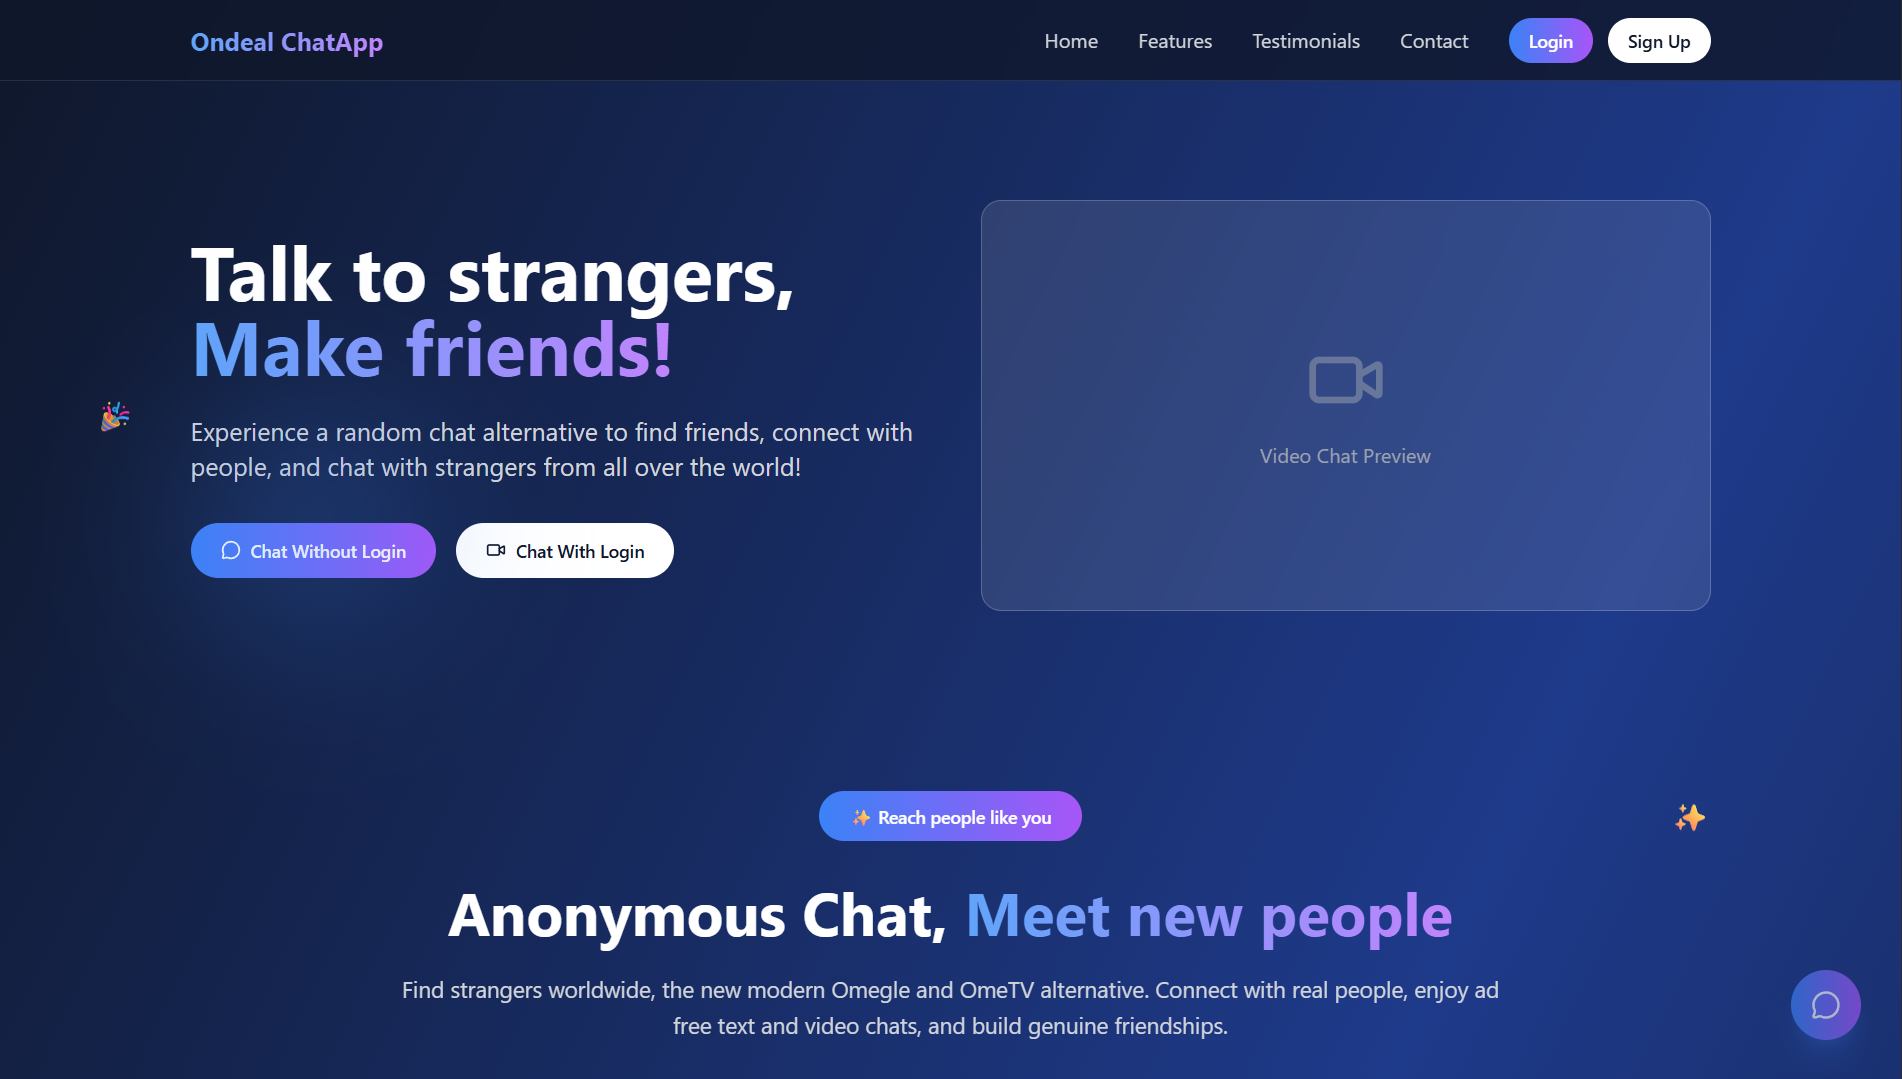 Ondeal ChatApp
Home
Features
Testimonials
Contact
Login
Sign Up
Talk to strangers,
Make friends!
Experience a random chat alternative to find friends, connect with
people, and chat with strangers from all over the world!
Chat Without Login
Chat With Login
Video Chat Preview
✨ Reach people like you
Anonymous Chat, Meet new people
Find strangers worldwide, the new modern Omegle and OmeTV alternative. Connect with real people, enjoy ad
free text and video chats, and build genuine friendships.